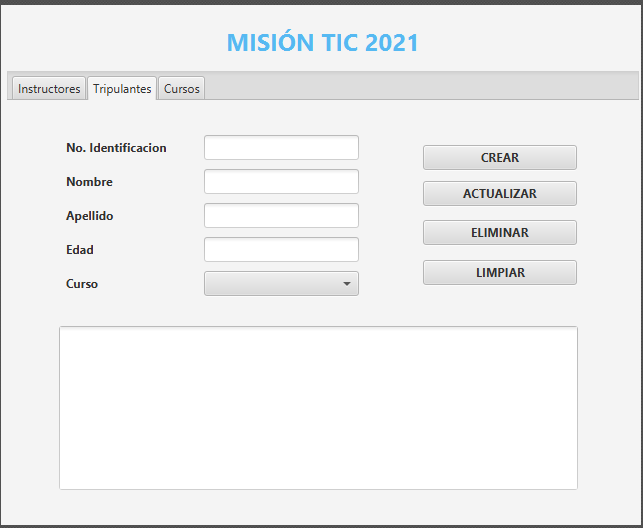 MISIÓN TIC 2021
Instructores Tripulantes Cursos
No. Identificacion
Nombre
Apellido
Edad
Curso
CREAR
ACTUALIZAR
ELIMINAR
LIMPIAR